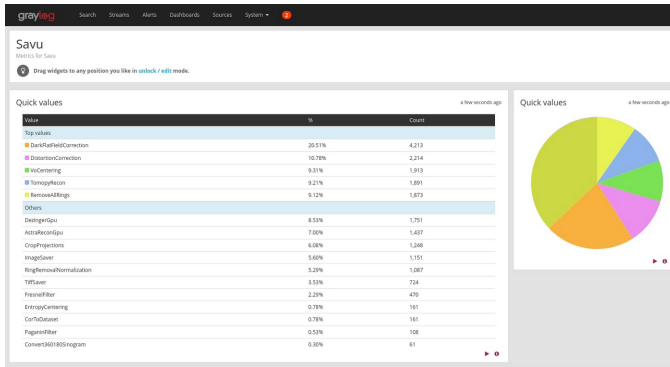 graylog Search Streams Alerts Dashboards Sources System 2
Savu
Metrics for Savu
Drag widgets to any position you like in unlock / edit mode.
Quick values a few seconds ago
Value % Count
Top values
DarkFlatFieldCorrection 20.51% 4,213
DistortionCorrection 10.78% 2,214
VoCentering 9.31% 1,913
TomopyRecon 9.21% 1,891
RemoveAllRings 9.12% 1,873
Others
DezingerGpu 8.53% 1,751
AstraReconGpu 7.00% 1,437
CropProjections 6.08% 1,248
ImageSaver 5.60% 1,151
RingRemovalNormalization 5.29% 1,087
TiffSaver 3.53% 724
FresnelFilter 2.29% 470
EntropyCentering 0.78% 161
CorToDataset 0.78% 161
PaganinFilter 0.53% 108
Convert360180Sinogram 0.30% 61
Quick values a few seconds ago